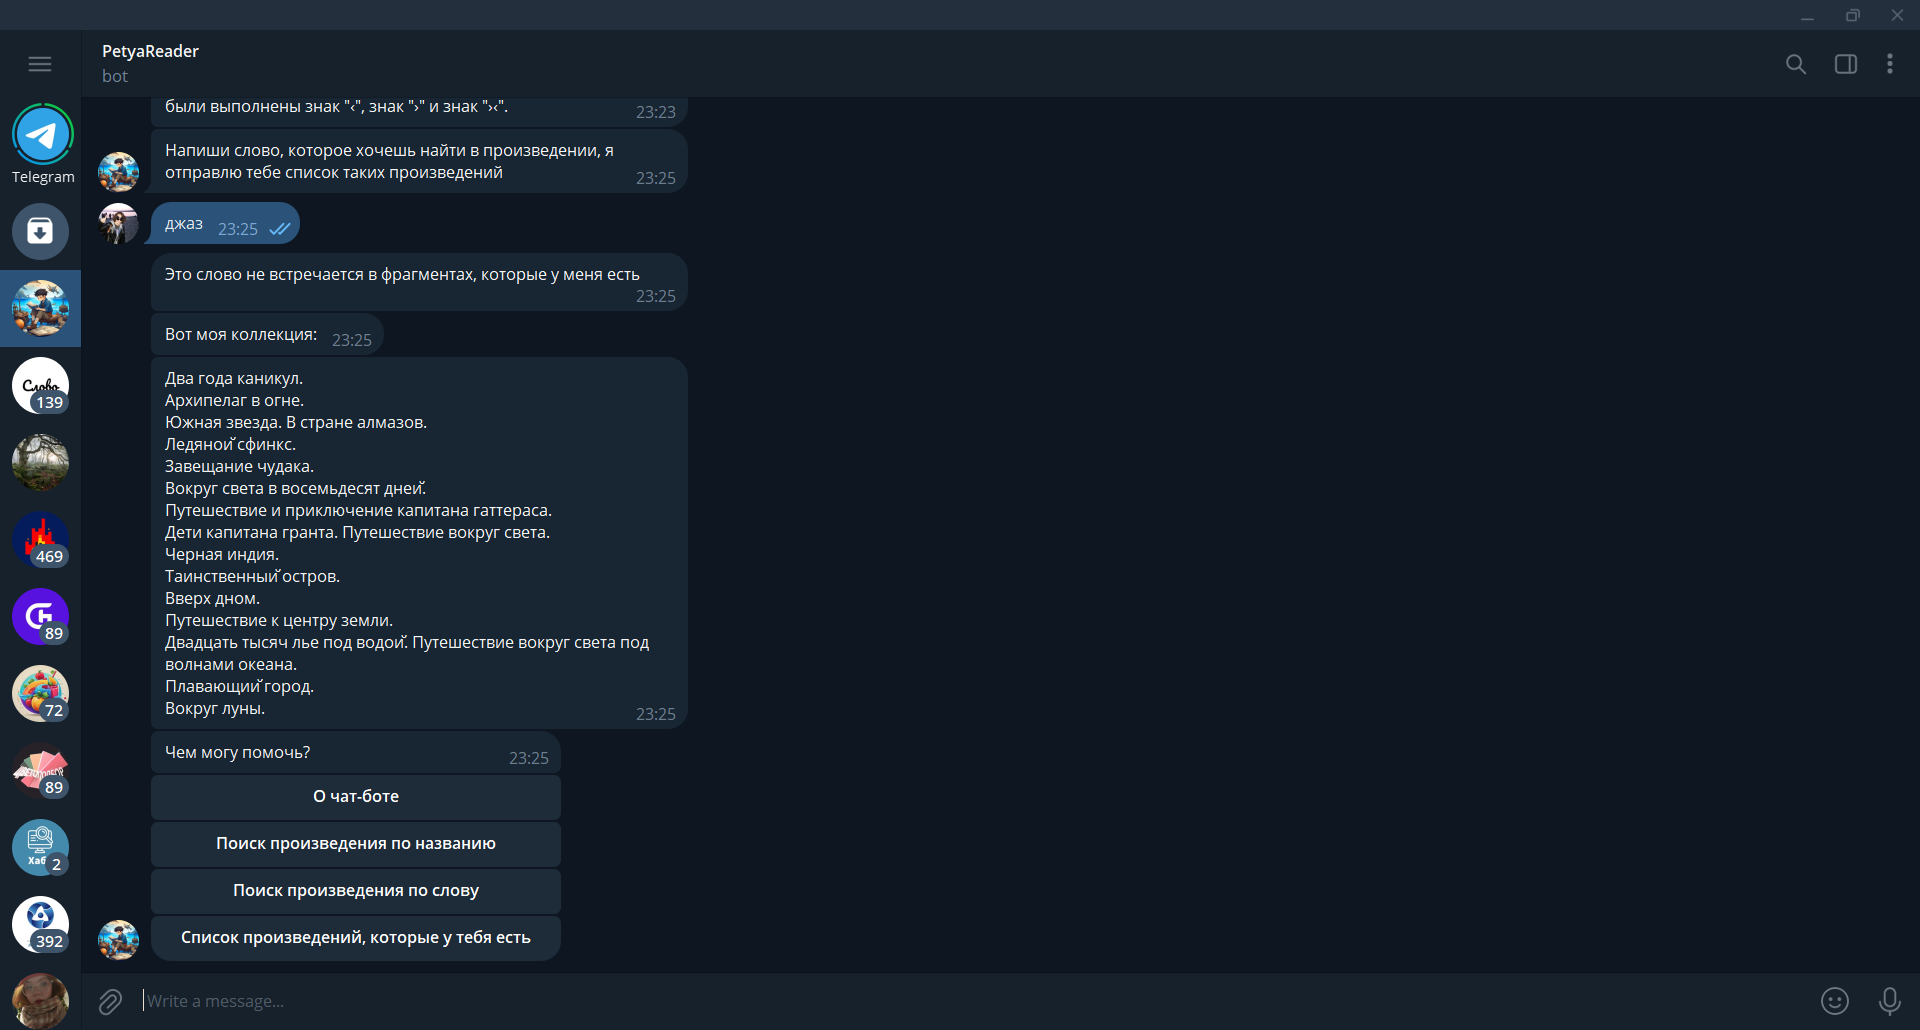 PetyaReader
bot
Telegram
139
469
89
72
89
Хаб
2
392
были выполнены знак "‹", знак "›" и знак "›‹".
23:23
Напиши слово, которое хочешь найти в произведении, я
отправлю тебе список таких произведений
23:25
джаз 23:25
Это слово не встречается в фрагментах, которые у меня есть
23:25
Вот моя коллекция: 23:25
Два года каникул.
Архипелаг в огне.
Южная звезда. В стране алмазов.
Ледяной сфинкс.
Завещание чудака.
Вокруг света в восемьдесят дней.
Путешествие и приключение капитана гаттераса.
Дети капитана гранта. Путешествие вокруг света.
Черная индия.
Таинственный остров.
Вверх дном.
Путешествие к центру земли.
Двадцать тысяч лье под водой. Путешествие вокруг света под
волнами океана.
Плавающий город.
Вокруг луны.
23:25
Чем могу помочь? 23:25
О чат-боте
Поиск произведения по названию
Поиск произведения по слову
Список произведений, которые у тебя есть
Write a message...